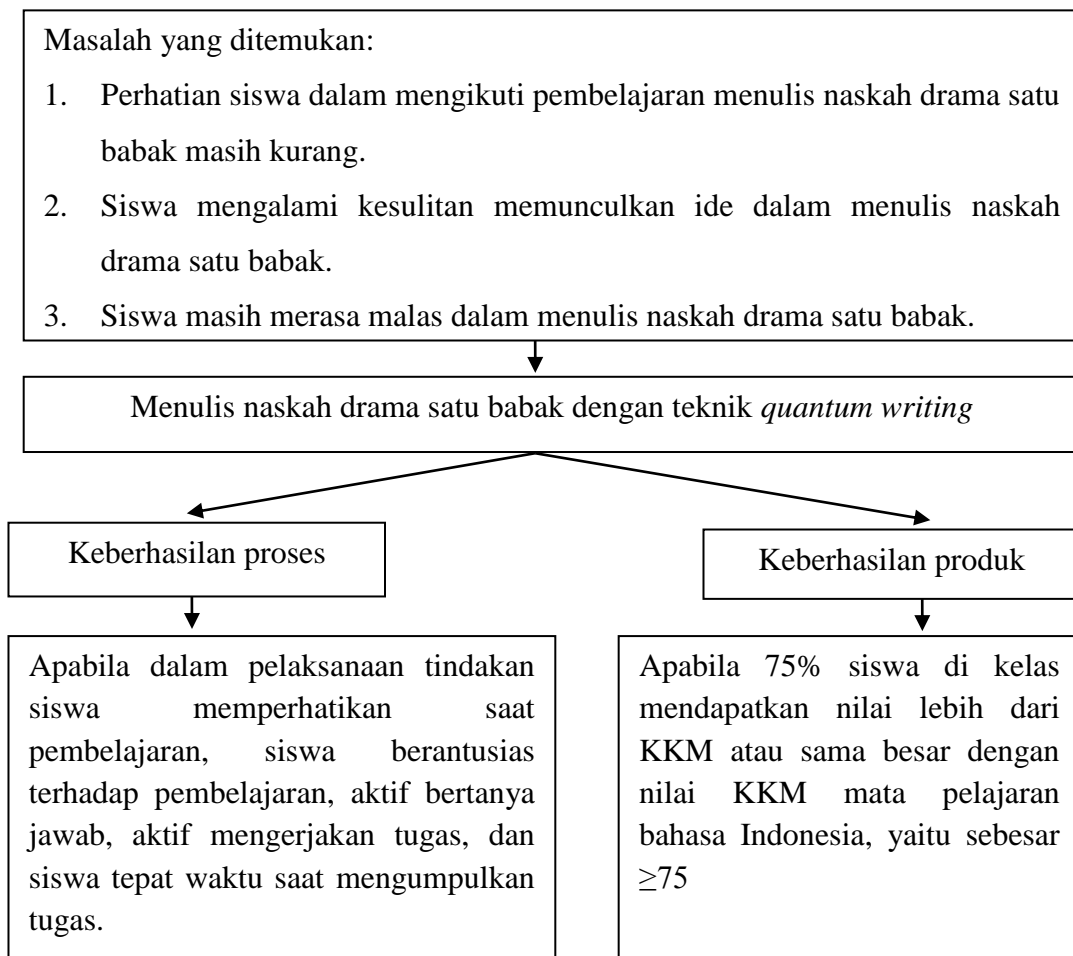 Masalah yang ditemukan:
1. Perhatian siswa dalam mengikuti pembelajaran menulis naskah drama satu
babak masih kurang.
2. Siswa mengalami kesulitan memunculkan ide dalam menulis naskah
drama satu babak.
3. Siswa masih merasa malas dalam menulis naskah drama satu babak.
Menulis naskah drama satu babak dengan teknik quantum writing
Keberhasilan proses
Keberhasilan produk
Apabila dalam pelaksanaan tindakan
siswa memperhatikan saat
pembelajaran, siswa berantusias
terhadap pembelajaran, aktif bertanya
jawab, aktif mengerjakan tugas, dan
siswa tepat waktu saat mengumpulkan
tugas.
Apabila 75% siswa di kelas
mendapatkan nilai lebih dari
KKM atau sama besar dengan
nilai KKM mata pelajaran
bahasa Indonesia, yaitu sebesar
≥75